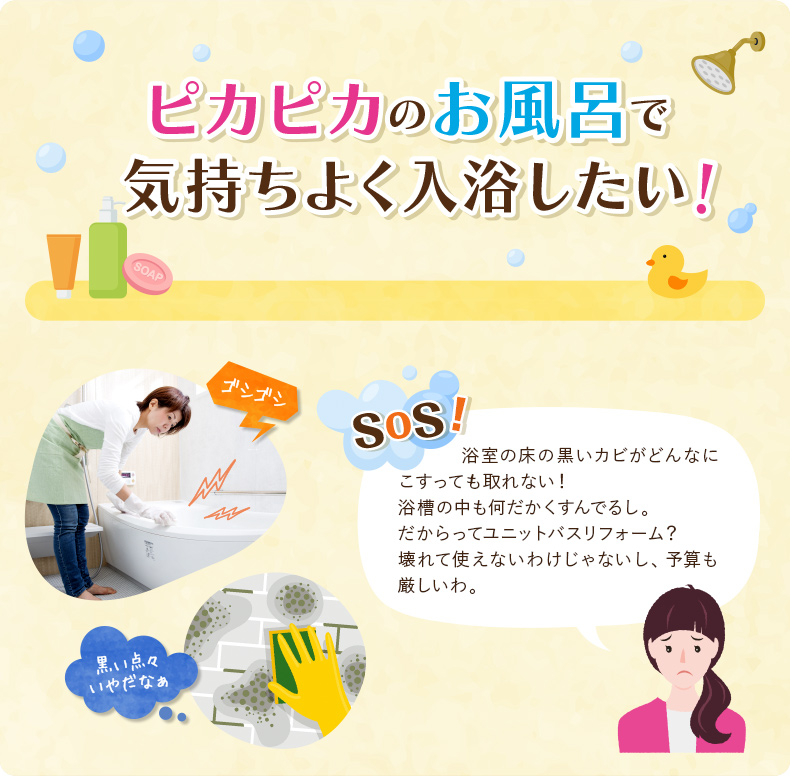 ピカピカのお風呂で
気持ちよく入浴したい!
SOAP
ゴシゴシ
SOS!
浴室の床の黒いカビがどんなに
こすっても取れない!
浴槽の中も何だかくすんでるし。
だからってユニットバスリフォーム?
壊れて使えないわけじゃないし、予算も
厳しいわ。
黒い点々
いやだなぁ